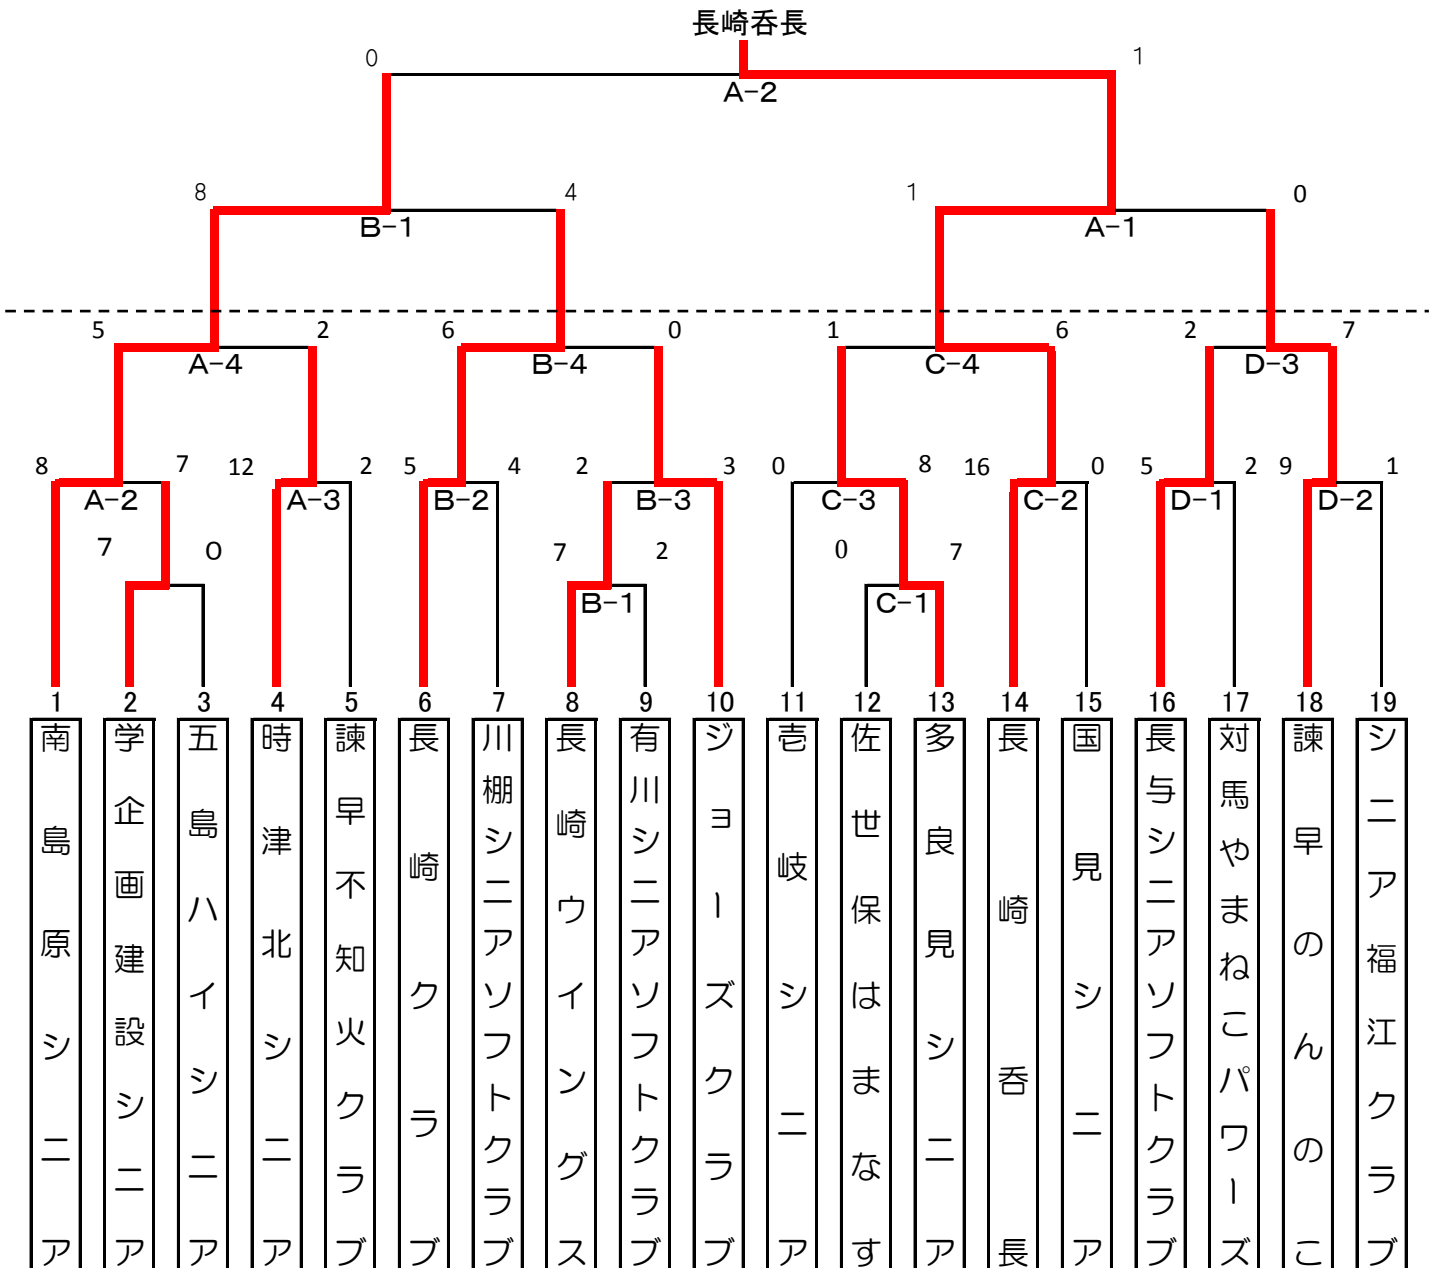 長崎呑長
0 1
A-2
8 4 1 0
B-1 A-1
5 2 6 0 1 6 2 7
A-4 B-4 C-4 D-3
8 7 12 2 5 4 2 3 0 8 16 0 5 2 9 1
A-2 A-3 B-2 B-3 C-3 C-2 D-1 D-2
7 0 7 2 0 7
B-1 C-1
1 2 3 4 5 6 7 8 9 10 11 12 13 14 15 16 17 18 19
南島原シニア
学企画建設シニア
五島ハイシニア
時津北シニア
諫早不知火クラブ
長崎クラブ
川棚シニアソフトクラブ
長崎ウイングス
有川シニアソフトクラブ
ジョーズクラブ
壱岐シニア
佐世保はまなす
多良見シニア
長崎呑長
国見シニア
長与シニアソフトクラブ
対馬やまねこパワーズ
諫早のんのこ
シニア福江クラブ